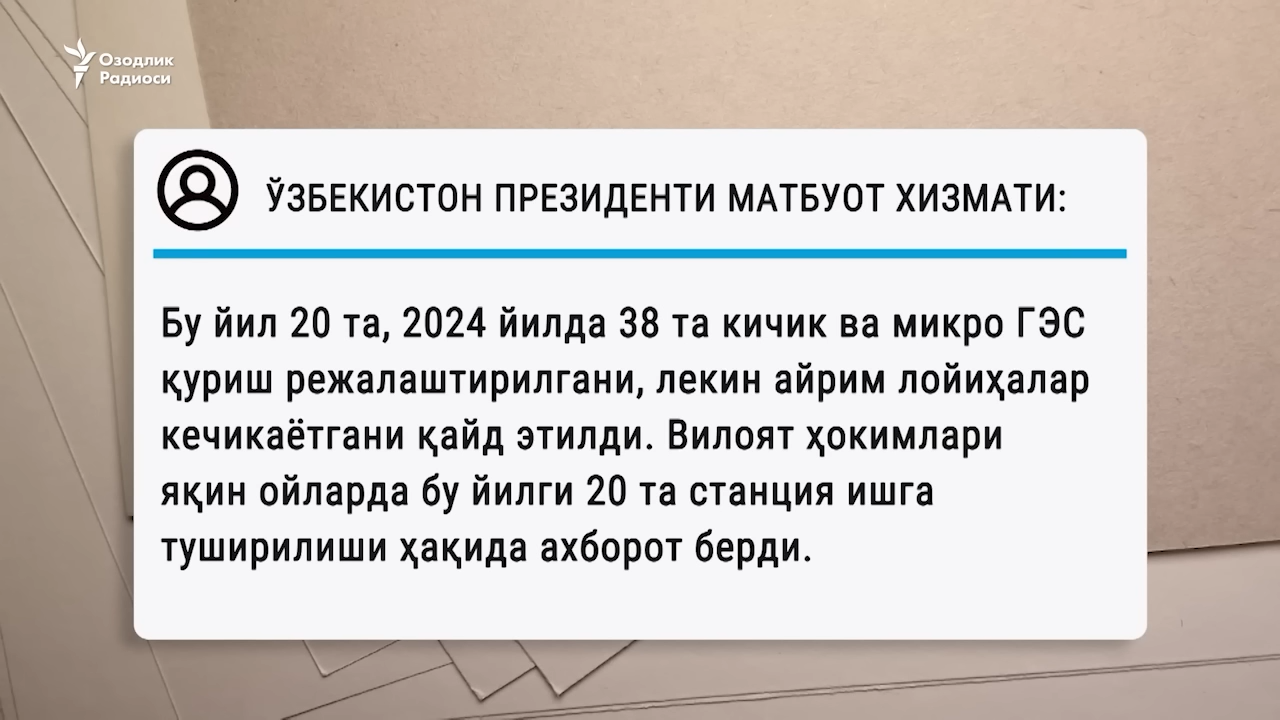 Озодлик
Радиоси
ЎЗБЕКИСТОН ПРЕЗИДЕНТИ МАТБУОТ ХИЗМАТИ:
Бу йил 20 та, 2024 йилда 38 та кичик ва микро ГЭС
қуриш режалаштирилгани, лекин айрим лойиҳалар
кечикаётгани қайд этилди. Вилоят ҳокимлари
яқин ойларда бу йилги 20 та станция ишга
туширилиши ҳақида ахборот берди.